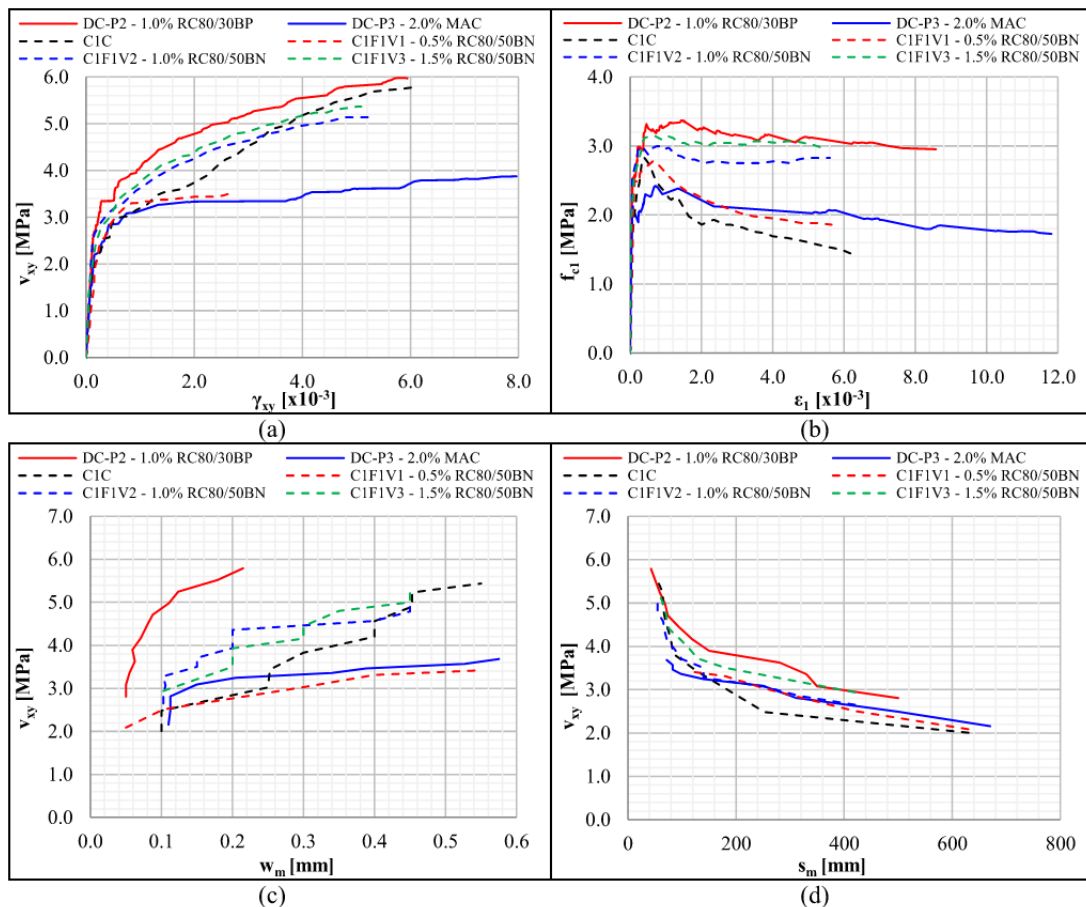 DC-P2 - 1.0% RC80/30BP
DC-P3 - 2.0% MAC
C1C
C1F1V1 - 0.5% RC80/50BN
C1F1V2 - 1.0% RC80/50BN
C1F1V3 - 1.5% RC80/50BN
6.0
5.0
4.0
3.0
2.0
1.0
0.0
vxy [MPa]
0.0 2.0 4.0 6.0 8.0
γxy [x10-3]
(a)
DC-P2 - 1.0% RC80/30BP
DC-P3 - 2.0% MAC
C1C
C1F1V1 - 0.5% RC80/50BN
C1F1V2 - 1.0% RC80/50BN
C1F1V3 - 1.5% RC80/50BN
4.0
3.0
2.0
1.0
0.0
fc1 [MPa]
0.0 2.0 4.0 6.0 8.0 10.0 12.0
ε1 [x10-3]
(b)
DC-P2 - 1.0% RC80/30BP
DC-P3 - 2.0% MAC
C1C
C1F1V1 - 0.5% RC80/50BN
C1F1V2 - 1.0% RC80/50BN
C1F1V3 - 1.5% RC80/50BN
7.0
6.0
5.0
4.0
3.0
2.0
1.0
0.0
vxy [MPa]
0.0 0.1 0.2 0.3 0.4 0.5 0.6
wm [mm]
(c)
DC-P2 - 1.0% RC80/30BP
DC-P3 - 2.0% MAC
C1C
C1F1V1 - 0.5% RC80/50BN
C1F1V2 - 1.0% RC80/50BN
C1F1V3 - 1.5% RC80/50BN
7.0
6.0
5.0
4.0
3.0
2.0
1.0
0.0
vxy [MPa]
0 200 400 600 800
sm [mm]
(d)